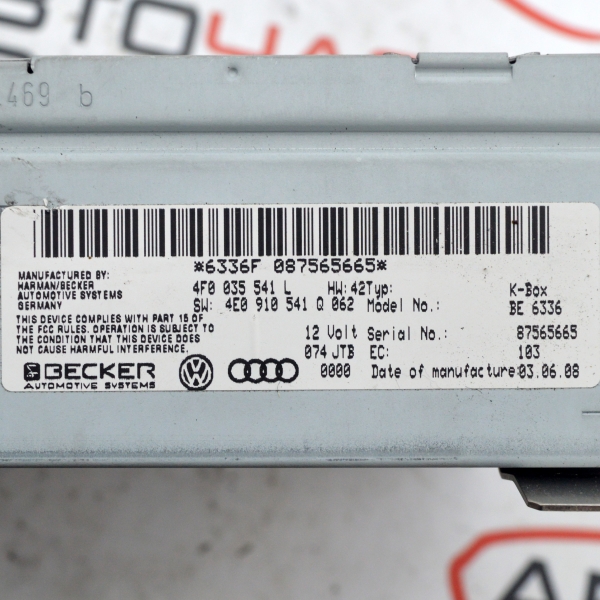 469 b
*6336F 087565665*
MANUFACTURED BY:
HARMAN/BECKER
AUTOMOTIVE SYSTEMS
GERMANY
4F0 035 541 L HW:42Typ: K-Box
SW: 4E0 910 541 Q 062 Model No.: BE 6336
THIS DEVICE COMPLIES WITH PART 15 OF
THE FCC RULES. OPERATION IS SUBJECT TO
THE CONDITION THAT THIS DEVICE DOES
NOT CAUSE HARMFUL INTERFERENCE.
12 Volt Serial No.: 87565665
074 JTB EC: 103
0000 Date of manufacture:03.06.08
BECKER
AUTOMOTIVE SYSTEMS